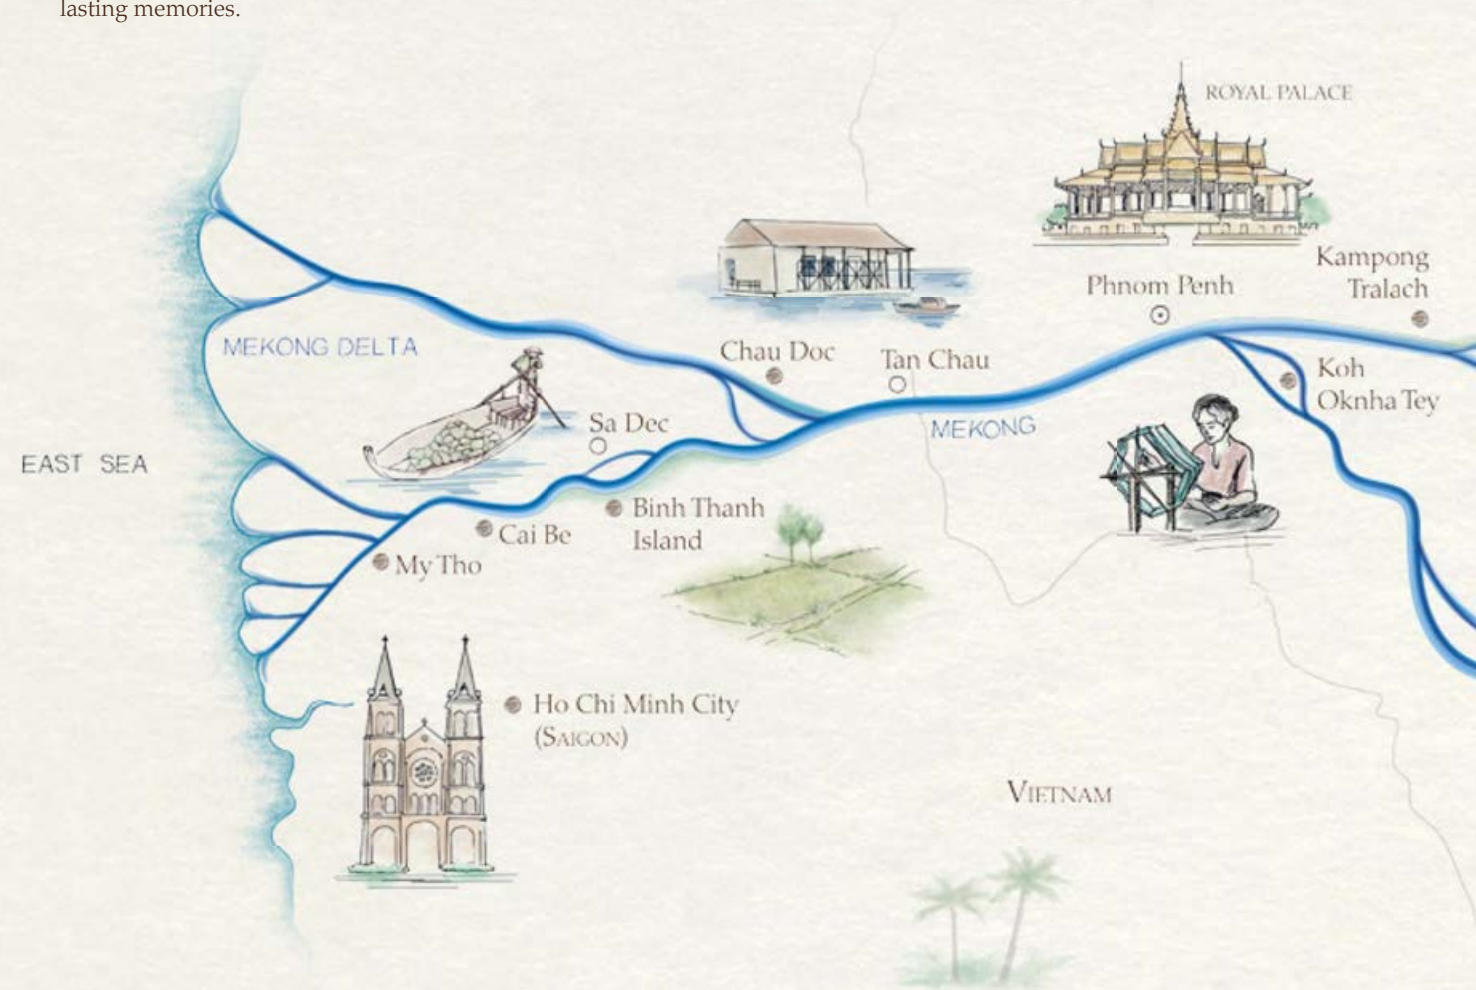 lasting memories.
ROYAL PALACE
Kampong
Tralach
Phnom Penh
MEKONG DELTA
Chau Doc
Tan Chau
Koh
Oknha Tey
Sa Dec
MEKONG
EAST SEA
Binh Thanh
Island
Cai Be
My Tho
Ho Chi Minh City
(SAIGON)
VIETNAM